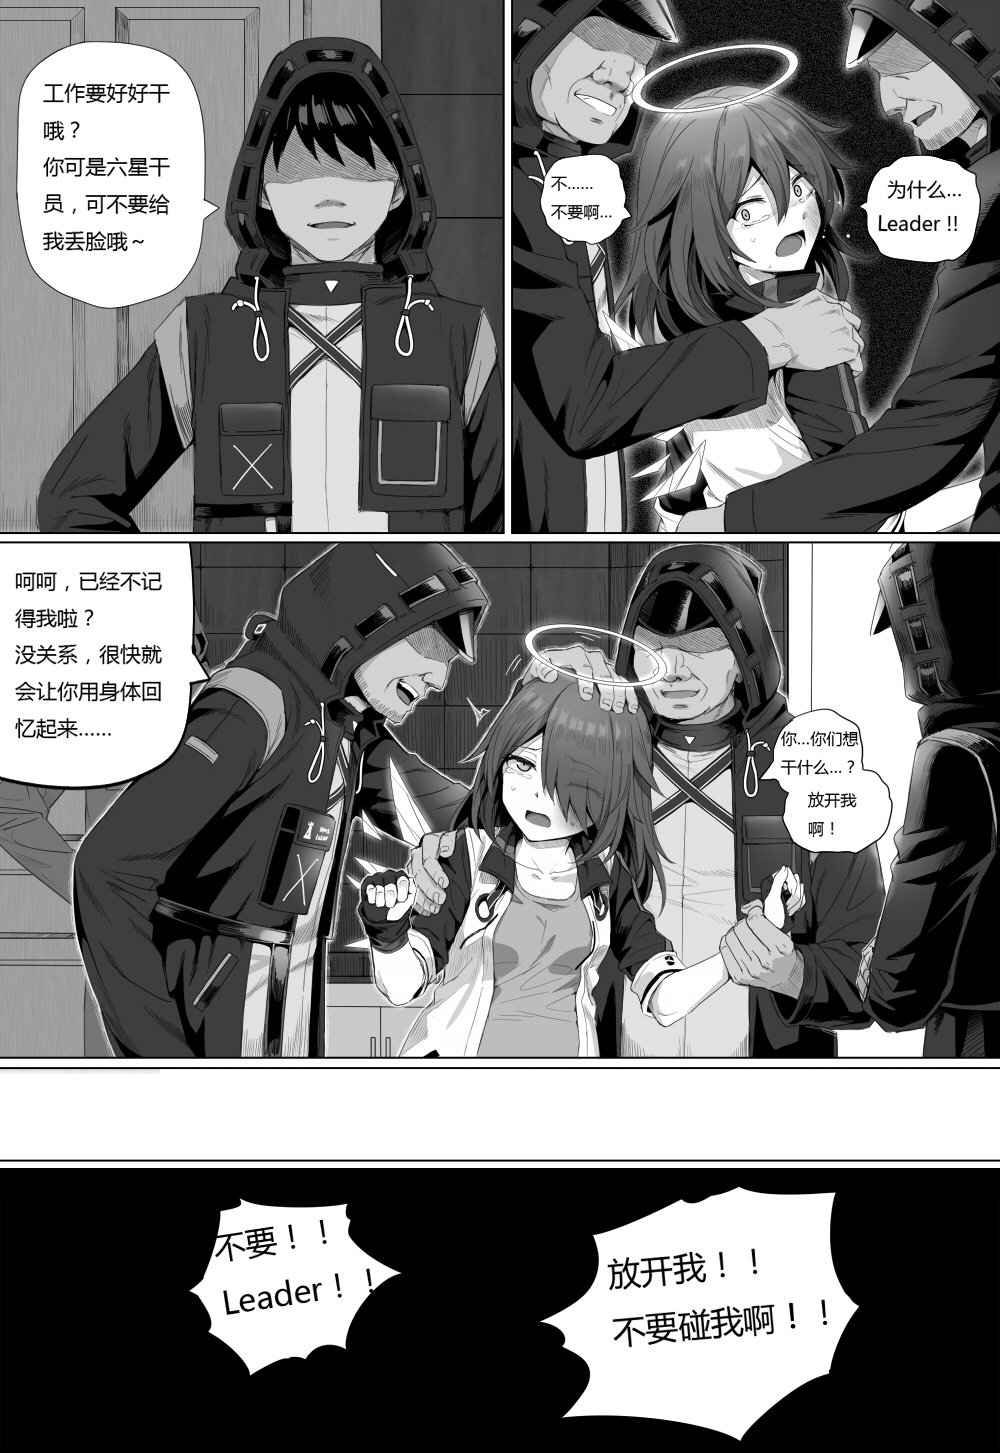 工作要好好干
哦？
你可是六星干
员，可不要给
我丢脸哦～
不……
不要啊…
为什么…
Leader !!
呵呵，已经不记
得我啦？
没关系，很快就
会让你用身体回
忆起来……
你…你们想
干什么…？
放开我
啊！
不要！！
Leader！！
放开我！！
不要碰我啊！！